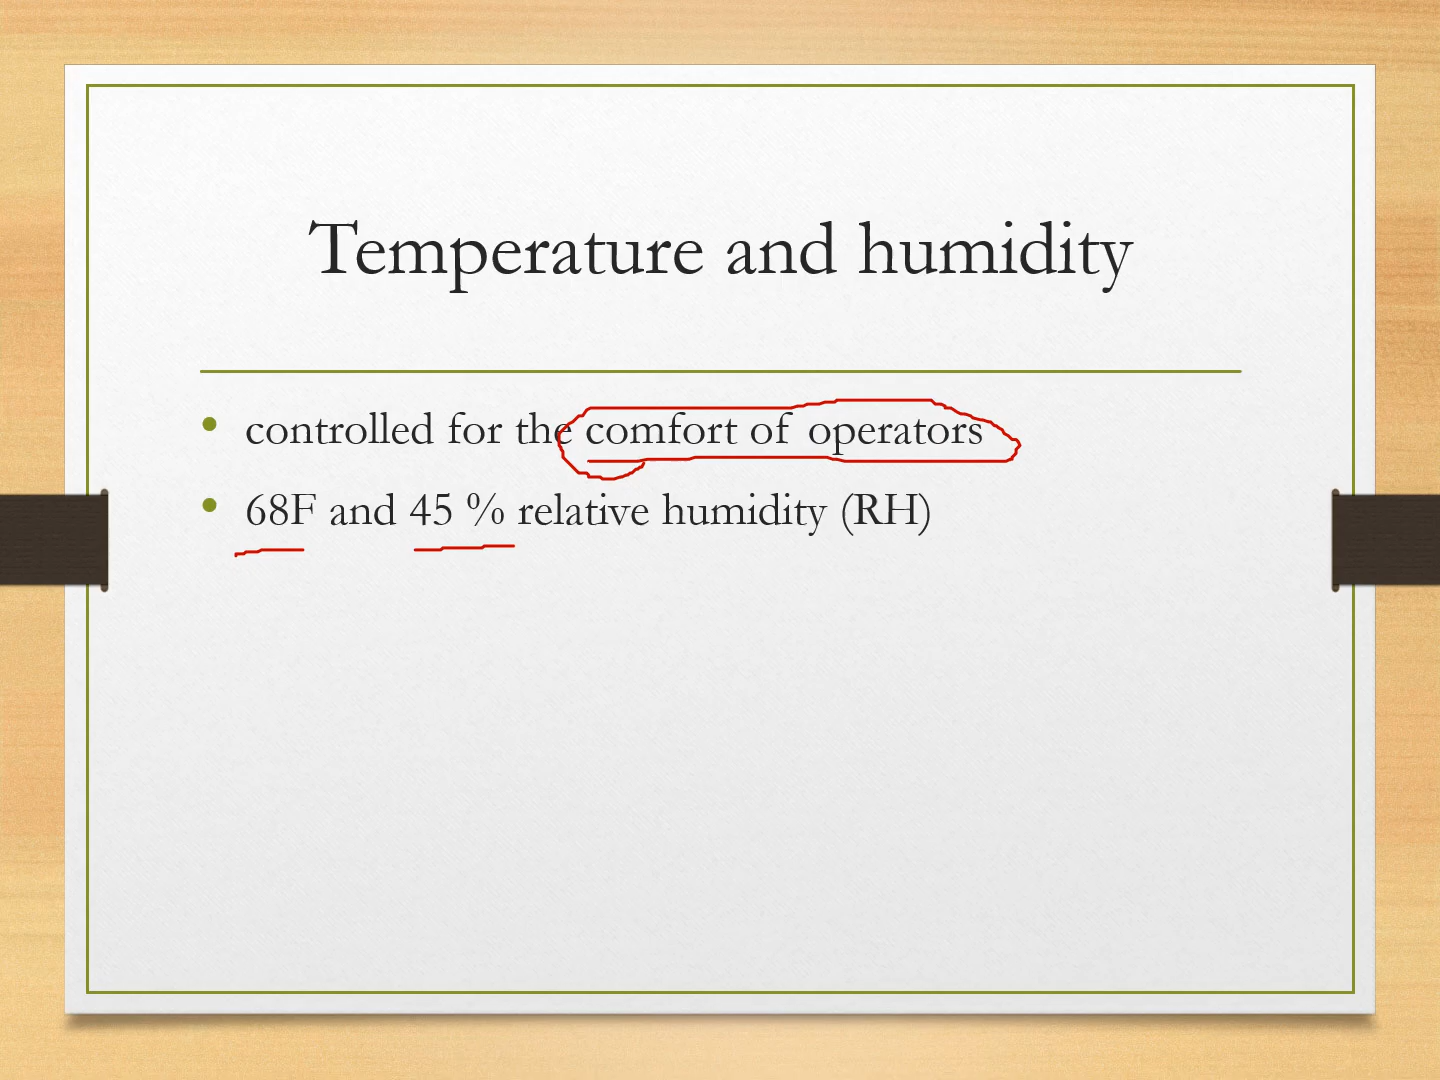 Temperature and humidity
controlled for the comfort of operators
68F and 45 % relative humidity (RH)